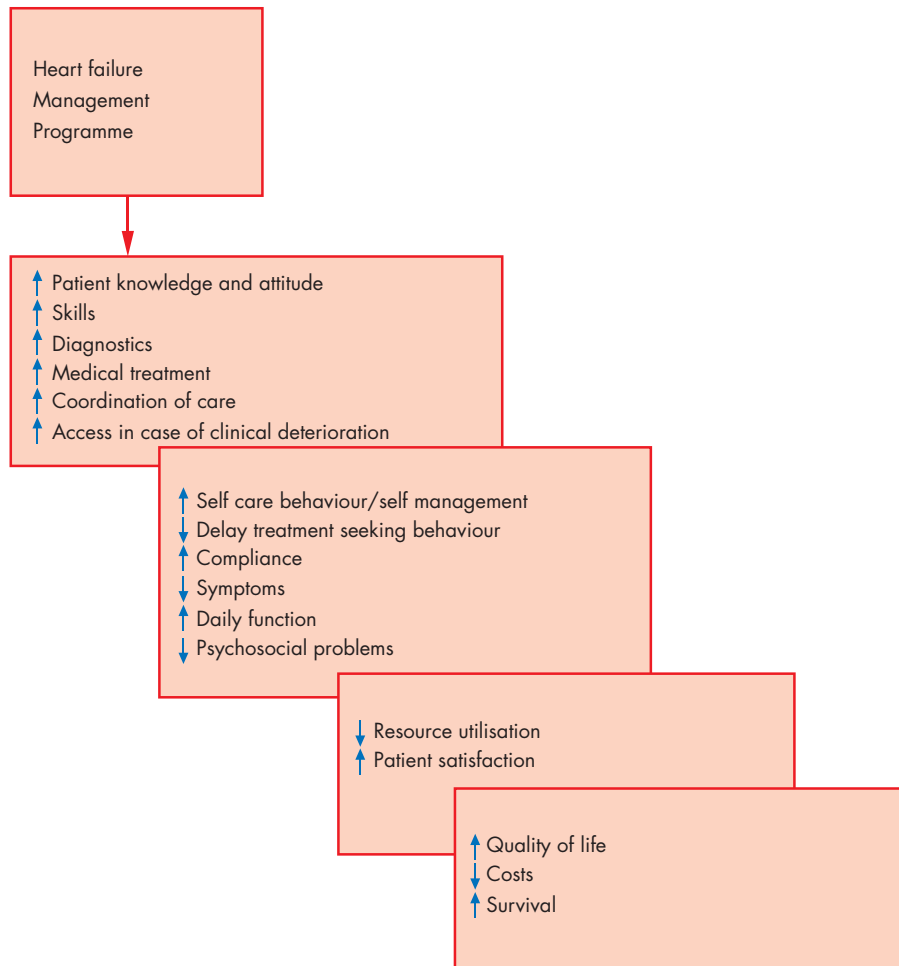 Heart failure
Management
Programme
↑ Patient knowledge and attitude
↑ Skills
↑ Diagnostics
↑ Medical treatment
↑ Coordination of care
↑ Access in case of clinical deterioration
↑ Self care behaviour/self management
↓ Delay treatment seeking behaviour
↑ Compliance
↓ Symptoms
↑ Daily function
↓ Psychosocial problems
↓ Resource utilisation
↑ Patient satisfaction
↑ Quality of life
↓ Costs
↑ Survival